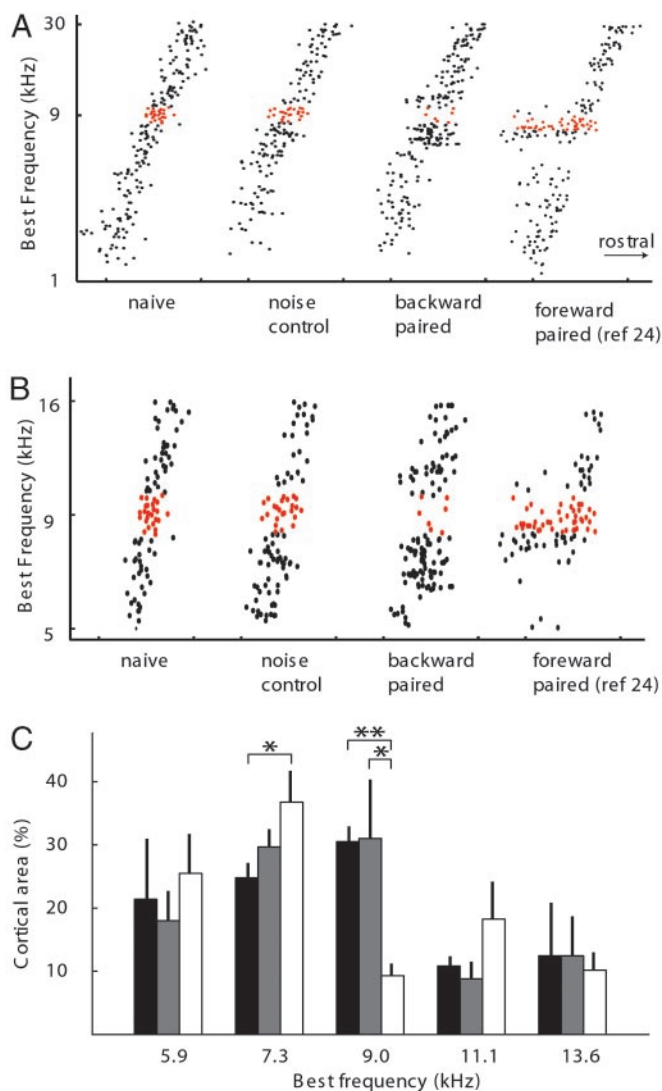 A
30
9
1
Best Frequency (kHz)
rostral
naive
noise
control
backward
paired
foreward
paired (ref 24)
B
16
9
5
Best Frequency (kHz)
naive
noise
control
backward
paired
foreward
paired (ref 24)
C
**
*
*
40
30
20
10
Cortical area (%)
5.9 7.3 9.0 11.1 13.6
Best frequency (kHz)